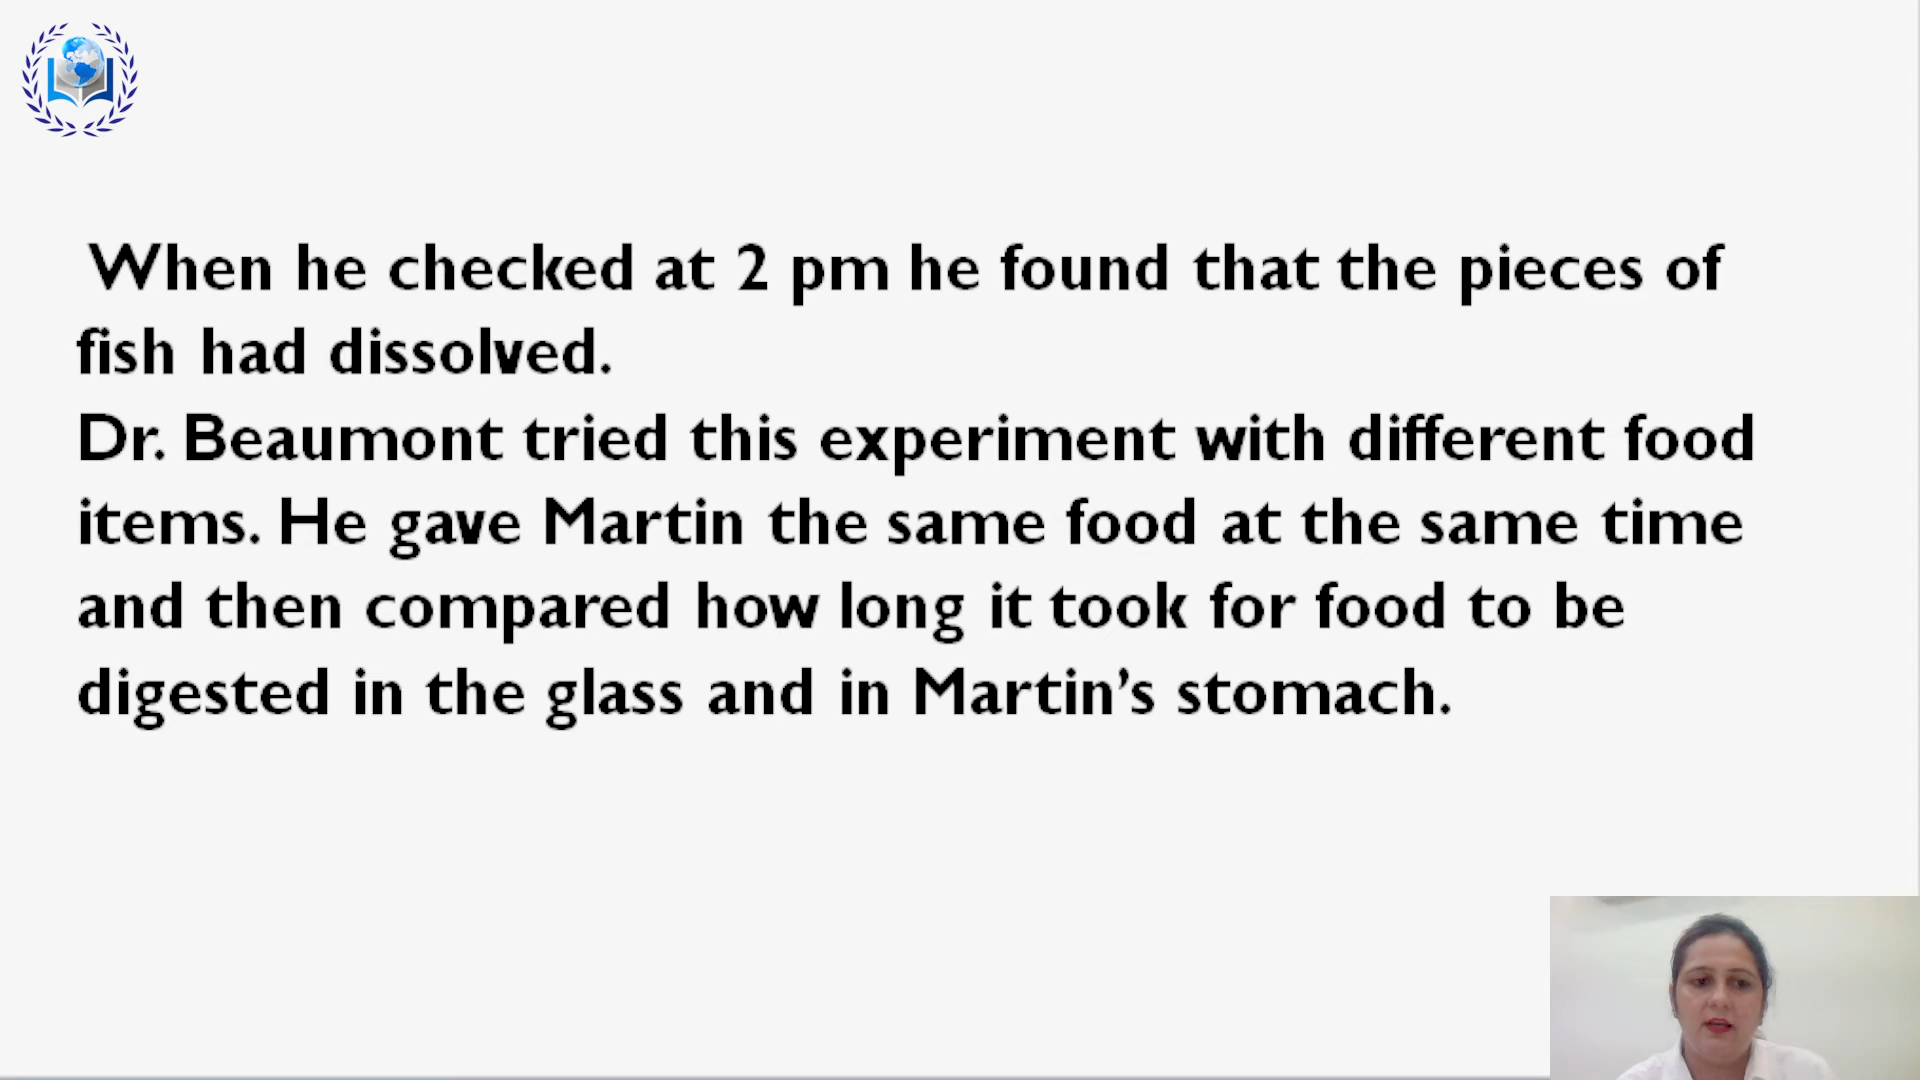 When he checked at 2 pm he found that the pieces of
fish had dissolved.
Dr. Beaumont tried this experiment with different food
items. He gave Martin the same food at the same time
and then compared how long it took for food to be
digested in the glass and in Martin’s stomach.